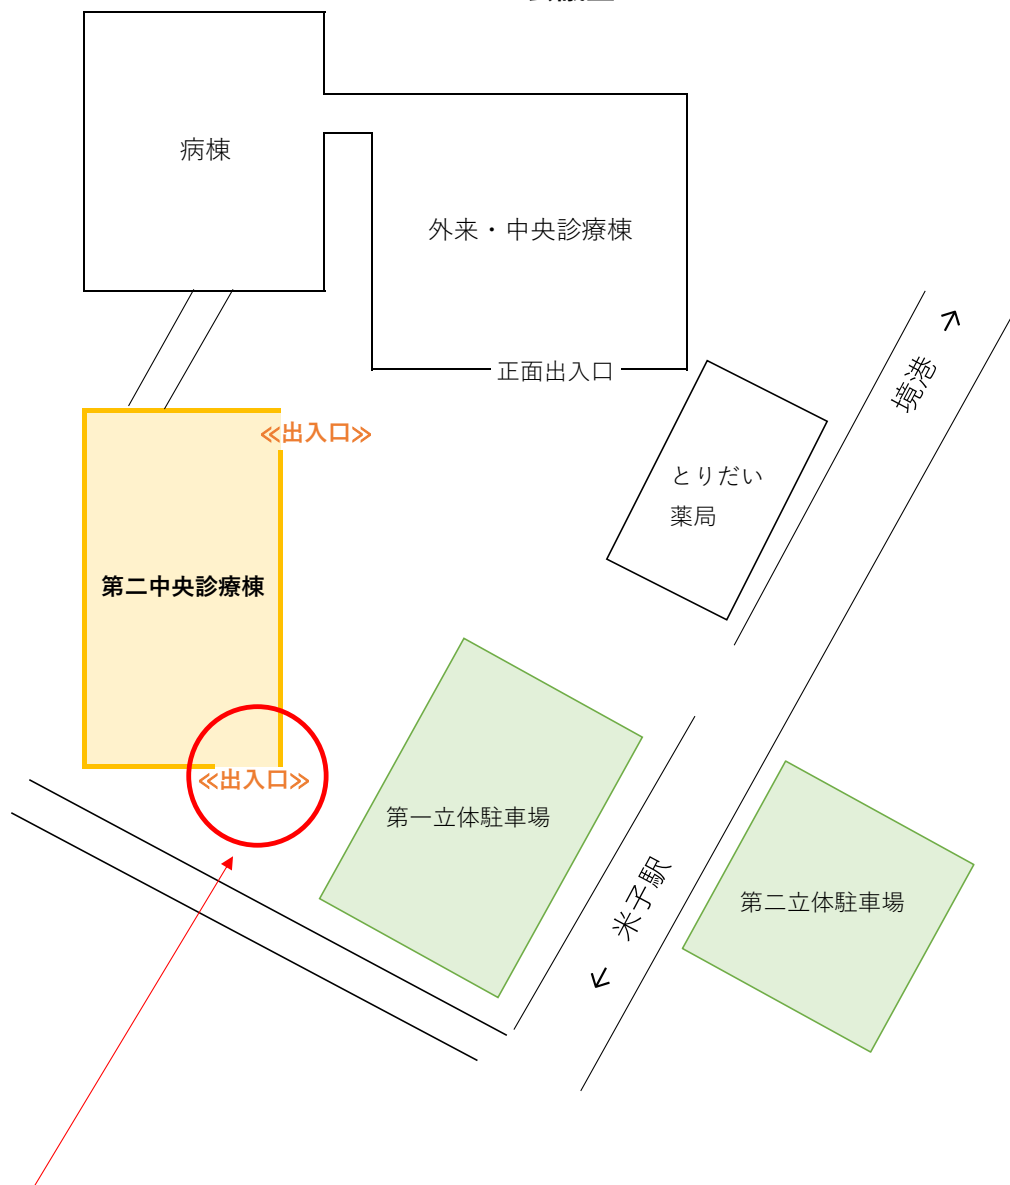 病棟
外来・中央診療棟
正面出入口
境港
≪出入口≫
とりだい
薬局
第二中央診療棟
≪出入口≫
第一立体駐車場
米子駅
第二立体駐車場